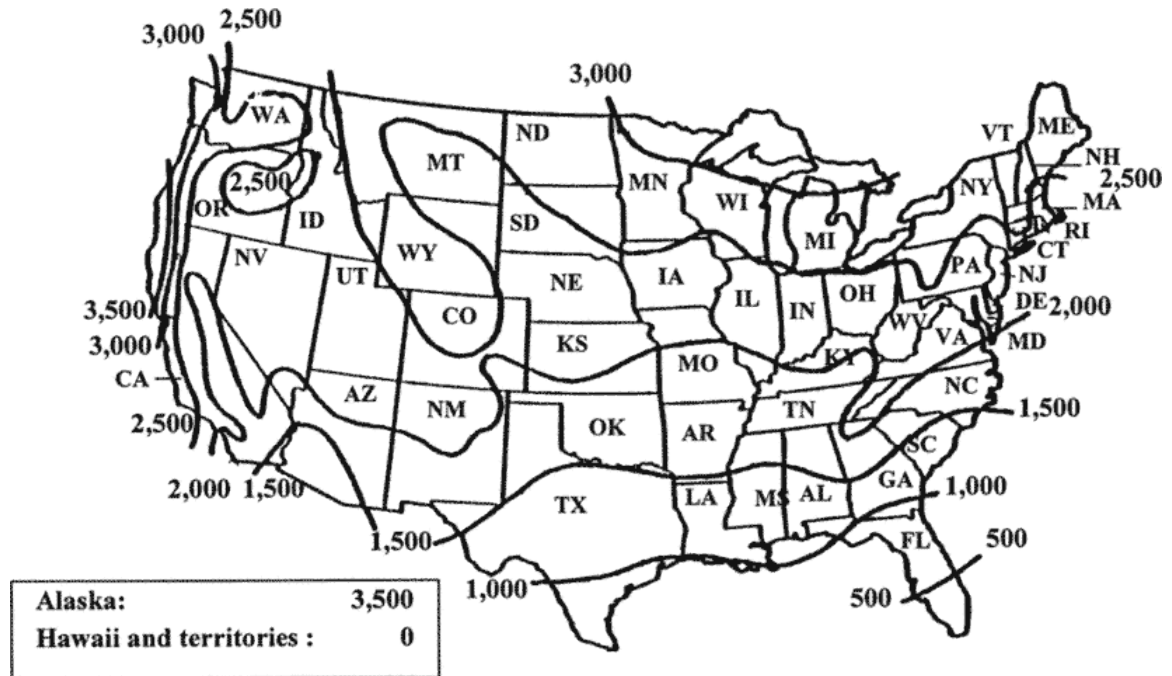 2,500
3,000
3,000
WA
ND
VT
ME
MT
NH
2,500
MN
2,500
NY
WI
MA
OR
ID
SD
MI
RI
WY
CT
NV
UT
PA
NJ
IA
NE
OH
IL
IN
DE
2,000
3,500
CO
WV
VA
MD
3,000
KS
KY
MO
CA
AZ
NM
TN
NC
1,500
2,500
OK
AR
SC
GA
2,000
1,500
1,000
TX
LA
MS
AL
1,500
FL
500
1,000
500
Alaska: 3,500
Hawaii and territories : 0